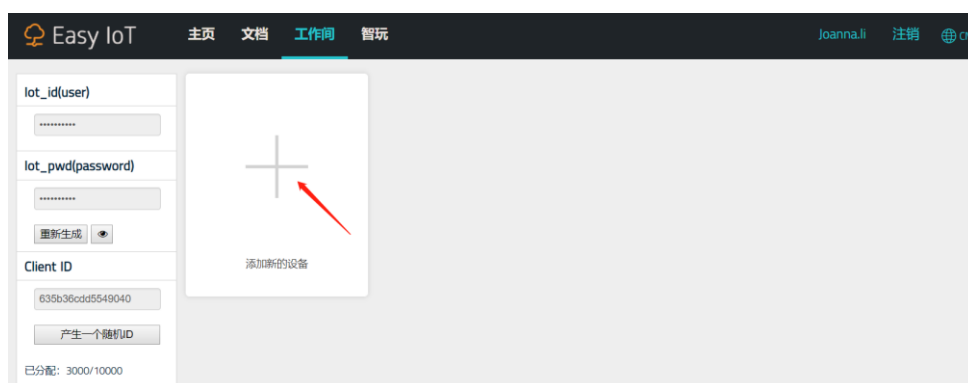 Easy IoT 主页 文档 工作间 智玩 Joanna.li 注销
Iot_id(user)
Iot_pwd(password)
重新生成
添加新的设备
Client ID
635b36cdd5549040
产生一个随机ID
已分配：3000/10000